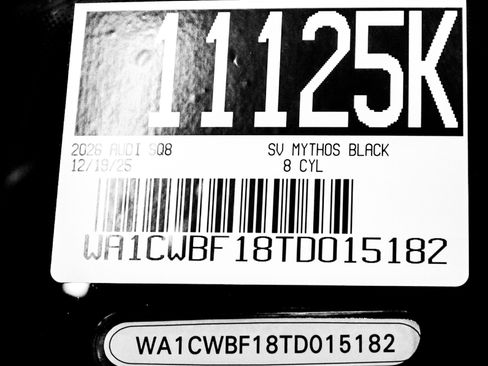 11125K
2026 AUDI SQ8 SV MYTHOS BLACK
12/19/25 8 CYL
WA1CWBF18TD015182
WA1CWBF18TD015182